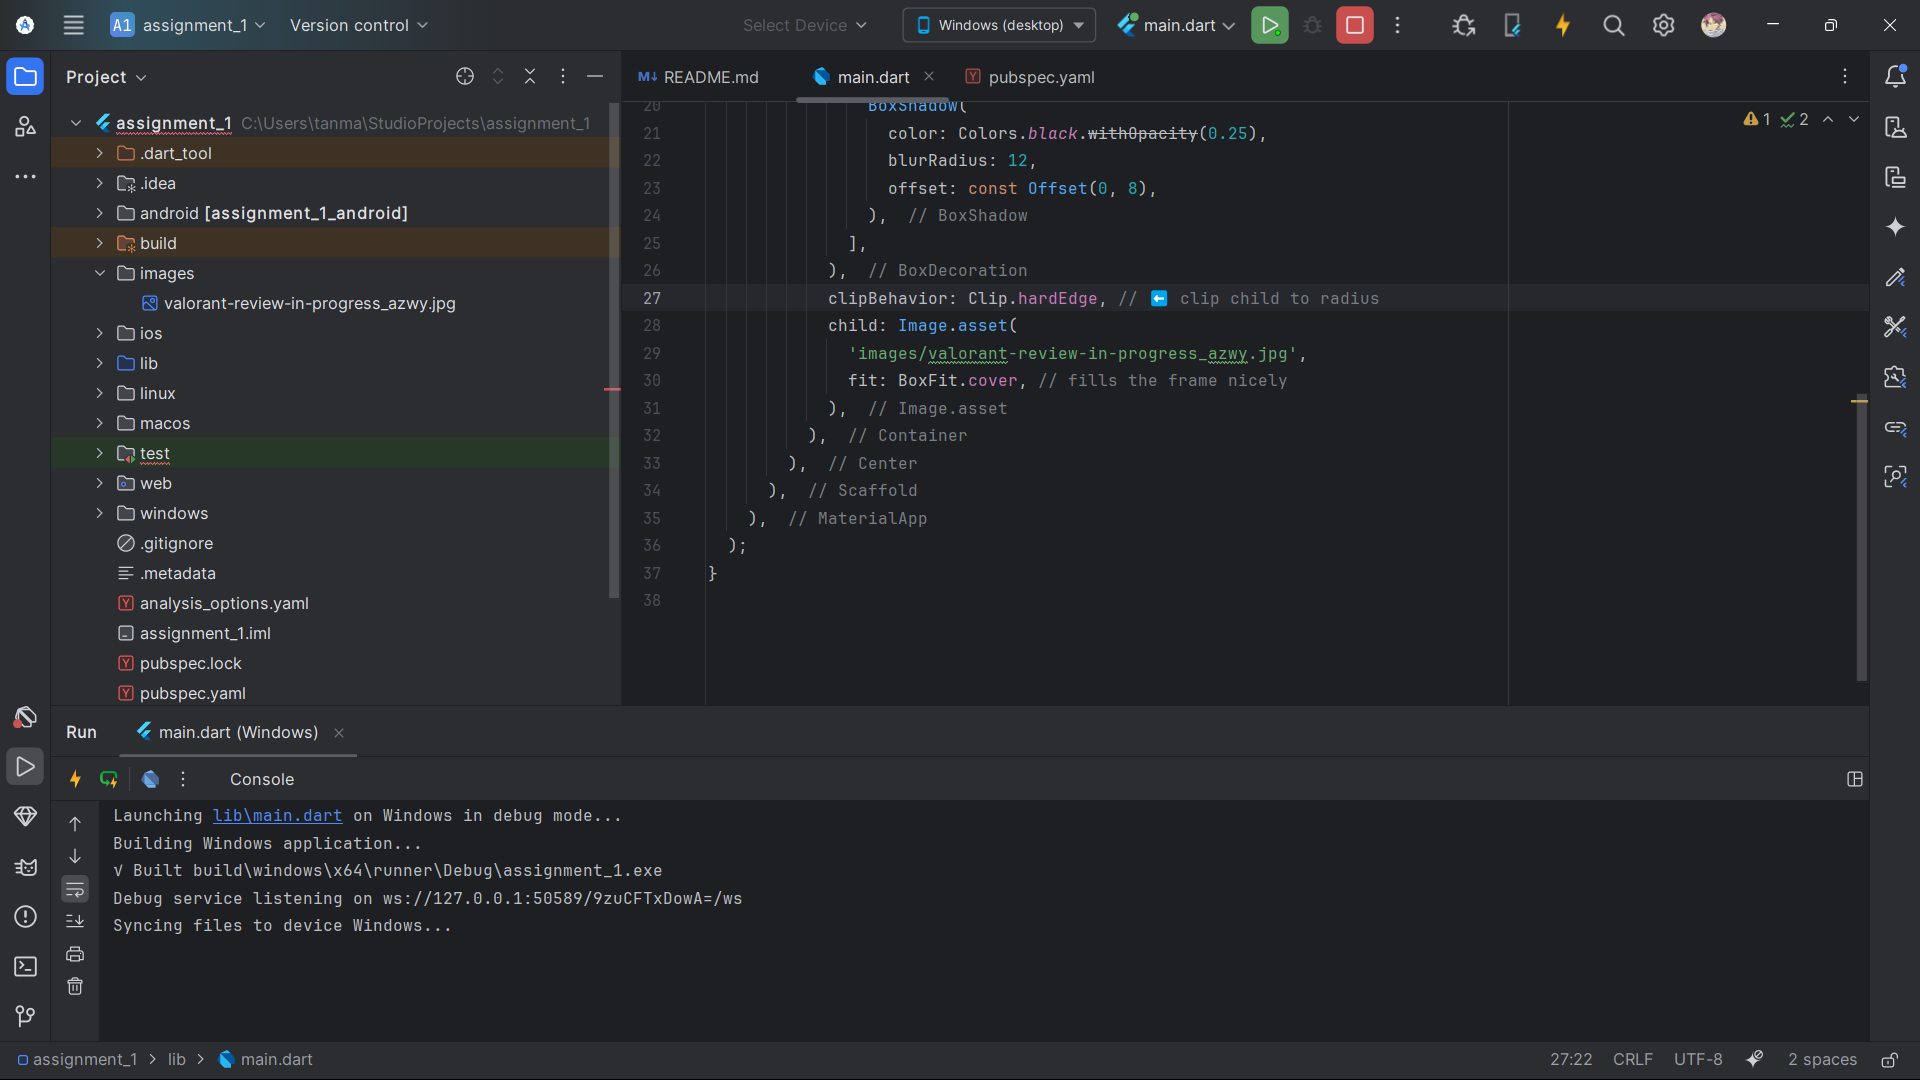 A1 assignment_1 Version control Select Device Windows (desktop) main.dart
Project
README.md main.dart pubspec.yaml
assignment_1 C:\Users\tanma\StudioProjects\assignment_1
.dart_tool
.idea
android [assignment_1_android]
build
images
valorant-review-in-progress_azwy.jpg
ios
lib
linux
macos
test
web
windows
.gitignore
.metadata
analysis_options.yaml
assignment_1.iml
pubspec.lock
pubspec.yaml
1 2
20 BoxShadow(
21 color: Colors.black.withOpacity(0.25),
22 blurRadius: 12,
23 offset: const Offset(0, 8),
24 ), // BoxShadow
25 ],
26 ), // BoxDecoration
27 clipBehavior: Clip.hardEdge, // ⬅️ clip child to radius
28 child: Image.asset(
29 'images/valorant-review-in-progress_azwy.jpg',
30 fit: BoxFit.cover, // fills the frame nicely
31 ), // Image.asset
32 ), // Container
33 ), // Center
34 ), // Scaffold
35 ), // MaterialApp
36 );
37 }
38
Run main.dart (Windows)
Console
Launching lib\main.dart on Windows in debug mode...
Building Windows application...
√ Built build\windows\x64\runner\Debug\assignment_1.exe
Debug service listening on ws://127.0.0.1:50589/9zuCFTxDowA=/ws
Syncing files to device Windows...
assignment_1 > lib > main.dart
27:22 CRLF UTF-8 2 spaces